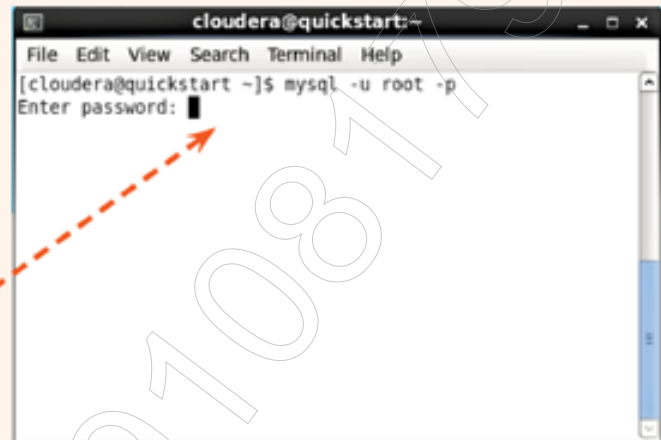 cloudera@quickstart:~
File Edit View Search Terminal Help
[cloudera@quickstart ~]$ mysql -u root -p
Enter password: